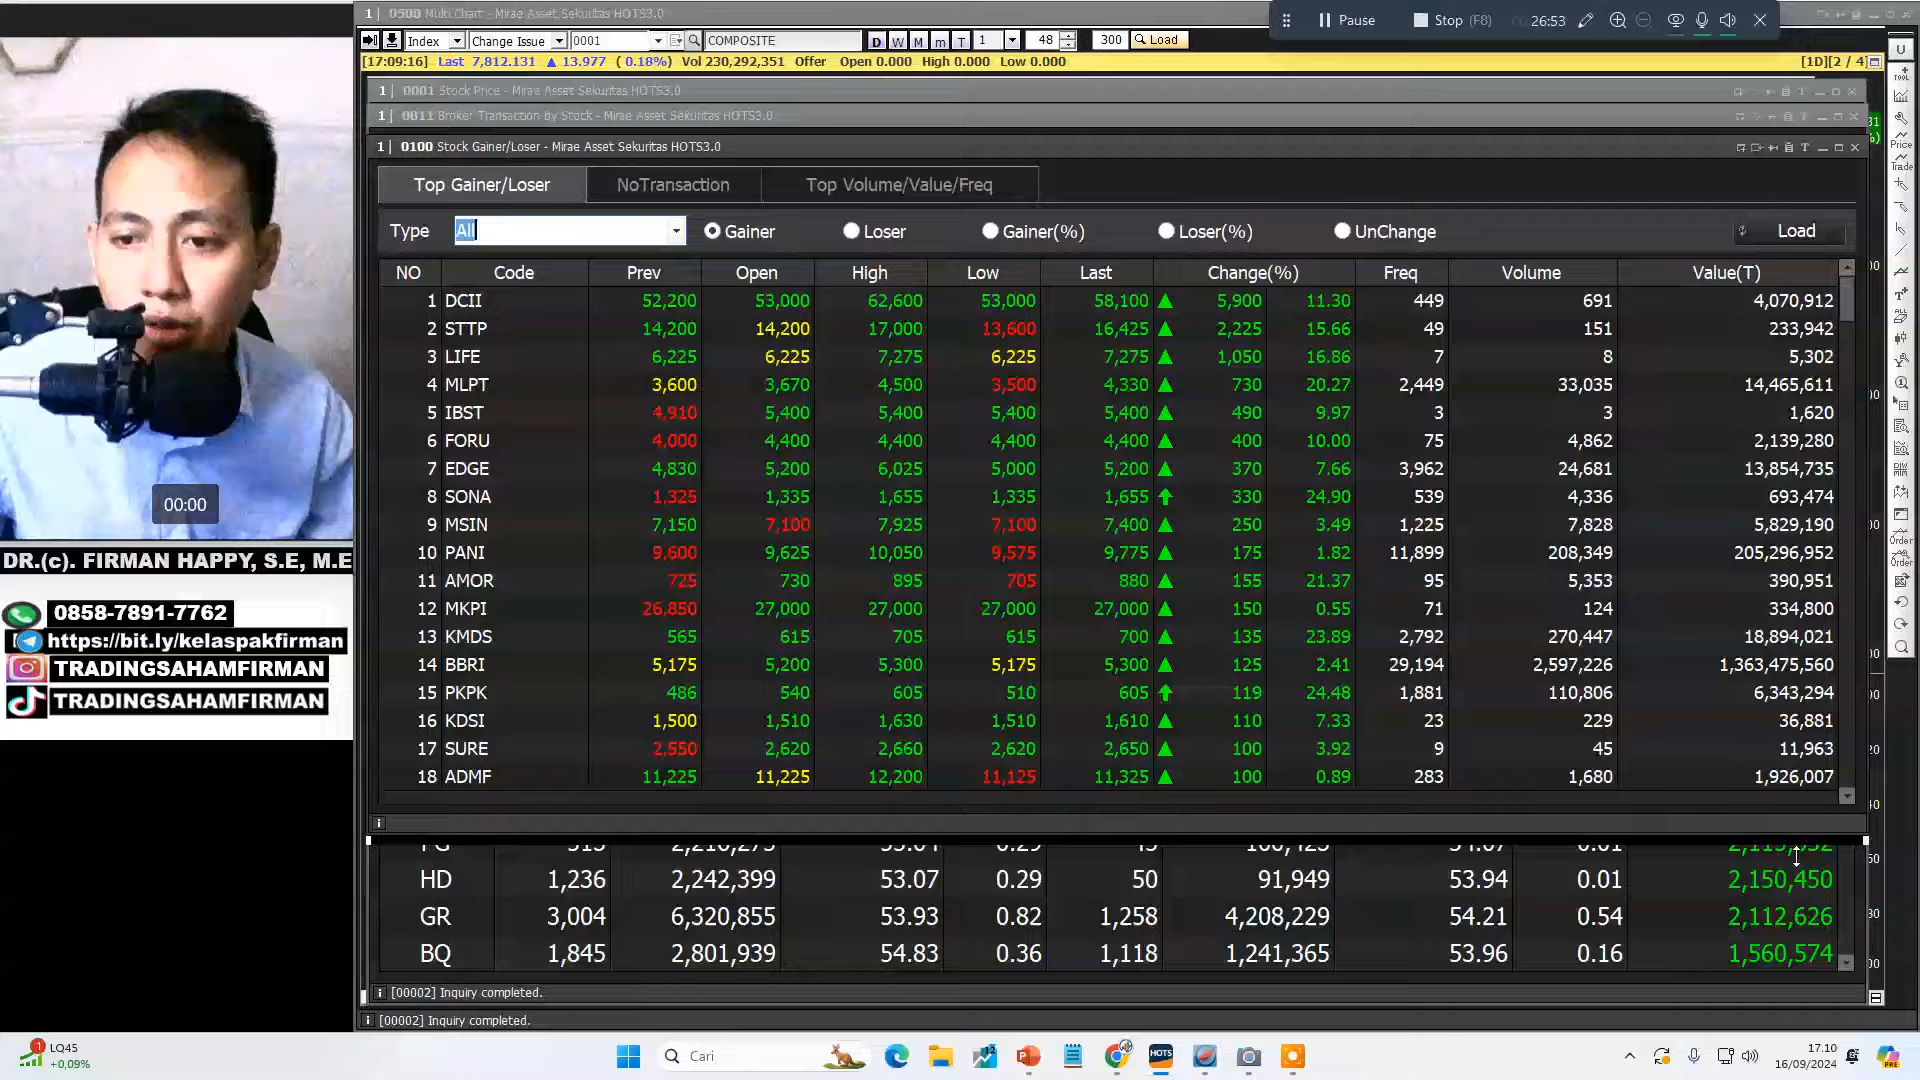 1 0500 Multi Chart - Mirae Asset Sekuritas HOTS3.0
Pause Stop (F8) 26:53
Index Change Issue 0001 COMPOSITE D W M m T 1 48 300 Load
[17:09:16] Last 7,812.131 ▲ 13.977 ( 0.18%) Vol 230,292,351 Offer Open 0.000 High 0.000 Low 0.000 [1D][2 / 4]
1 0001 Stock Price - Mirae Asset Sekuritas HOTS3.0
1 0011 Broker Transaction by Stock - Mirae Asset Sekuritas HOTS3.0
1 0100 Stock Gainer/Loser - Mirae Asset Sekuritas HOTS3.0
Top Gainer/Loser NoTransaction Top Volume/Value/Freq
Type All Gainer Loser Gainer(%) Loser(%) UnChange Load
NO Code Prev Open High Low Last Change(%) Freq Volume Value(T)
1 DCII 52,200 53,000 62,600 53,000 58,100 ▲ 5,900 11.30 449 691 4,070,912
2 STTP 14,200 14,200 17,000 13,600 16,425 ▲ 2,225 15.66 49 151 233,942
3 LIFE 6,225 6,225 7,275 6,225 7,275 ▲ 1,050 16.86 7 8 5,302
4 MLPT 3,600 3,670 4,500 3,500 4,330 ▲ 730 20.27 2,449 33,035 14,465,611
5 IBST 4,910 5,400 5,400 5,400 5,400 ▲ 490 9.97 3 3 1,620
6 FORU 4,000 4,400 4,400 4,400 4,400 ▲ 400 10.00 75 4,862 2,139,280
7 EDGE 4,830 5,200 6,025 5,000 5,200 ▲ 370 7.66 3,962 24,681 13,854,735
8 SONA 1,325 1,335 1,655 1,335 1,655 ⬆ 330 24.90 539 4,336 693,474
9 MSIN 7,150 7,100 7,925 7,100 7,400 ▲ 250 3.49 1,225 7,828 5,829,190
10 PANI 9,600 9,625 10,050 9,575 9,775 ▲ 175 1.82 11,899 208,349 205,296,952
11 AMOR 725 730 895 705 880 ▲ 155 21.37 95 5,353 390,951
12 MKPI 26,850 27,000 27,000 27,000 27,000 ▲ 150 0.55 71 124 334,800
13 KMDS 565 615 705 615 700 ▲ 135 23.89 2,792 270,447 18,894,021
14 BBRI 5,175 5,200 5,300 5,175 5,300 ▲ 125 2.41 29,194 2,597,226 1,363,475,560
15 PKPK 486 540 605 510 605 ⬆ 119 24.48 1,881 110,806 6,343,294
16 KDSI 1,500 1,510 1,630 1,510 1,610 ▲ 110 7.33 23 229 36,881
17 SURE 2,550 2,620 2,660 2,620 2,650 ▲ 100 3.92 9 45 11,963
18 ADMF 11,225 11,225 12,200 11,125 11,325 ▲ 100 0.89 283 1,680 1,926,007
HD 1,236 2,242,399 53.07 0.29 50 91,949 53.94 0.01 2,150,450
GR 3,004 6,320,855 53.93 0.82 1,258 4,208,229 54.21 0.54 2,112,626
BQ 1,845 2,801,939 54.83 0.36 1,118 1,241,365 53.96 0.16 1,560,574
[00002] Inquiry completed.
[00002] Inquiry completed.
00:00
DR.(c). FIRMAN HAPPY, S.E, M.E
0858-7891-7762
https://bit.ly/kelaspakfirman
TRADINGSAHAMFIRMAN
TRADINGSAHAMFIRMAN
U
TOOL
Price
Trade
Order
Order
1 LQ45
+0,09%
Cari
HOTS
17.10
16/09/2024
PRE